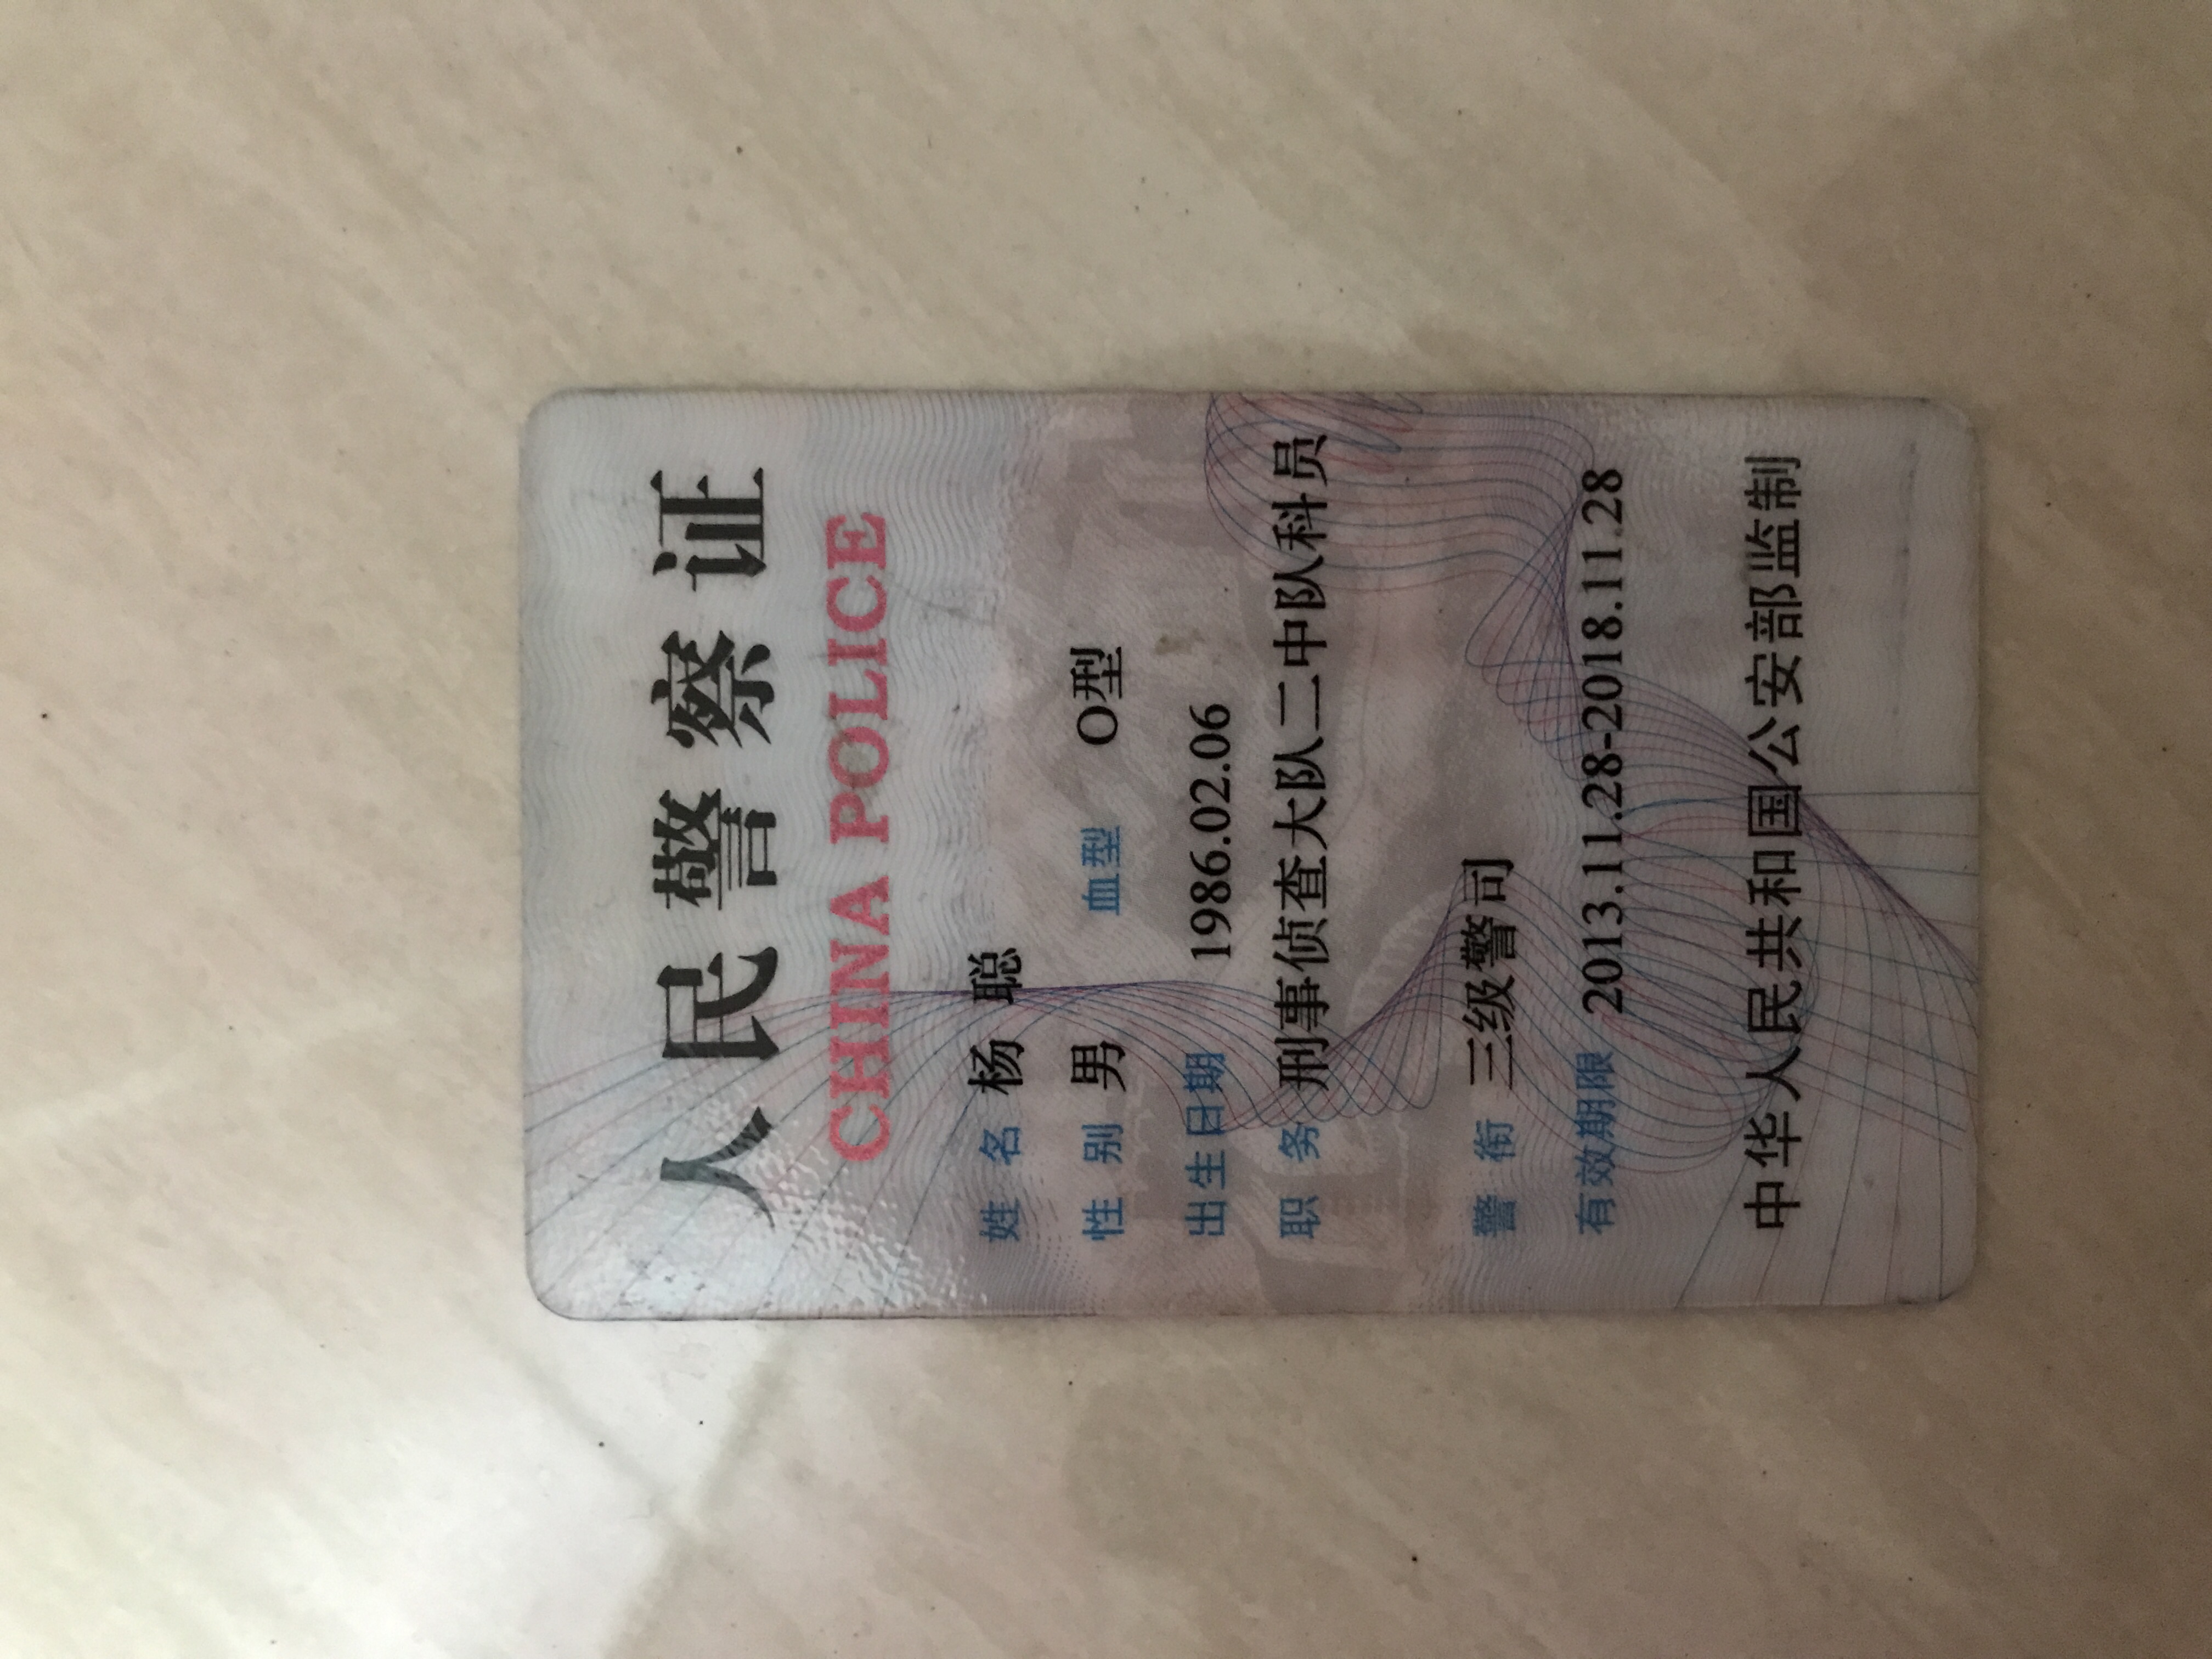 人民警察证
CHINA POLICE
姓 名 杨 聪
性 别 男 血型 O型
出生日期 1986.02.06
职 务 刑事侦查大队二中队科员
警 衔 三级警司
有效期限 2013.11.28-2018.11.28
中华人民共和国公安部监制